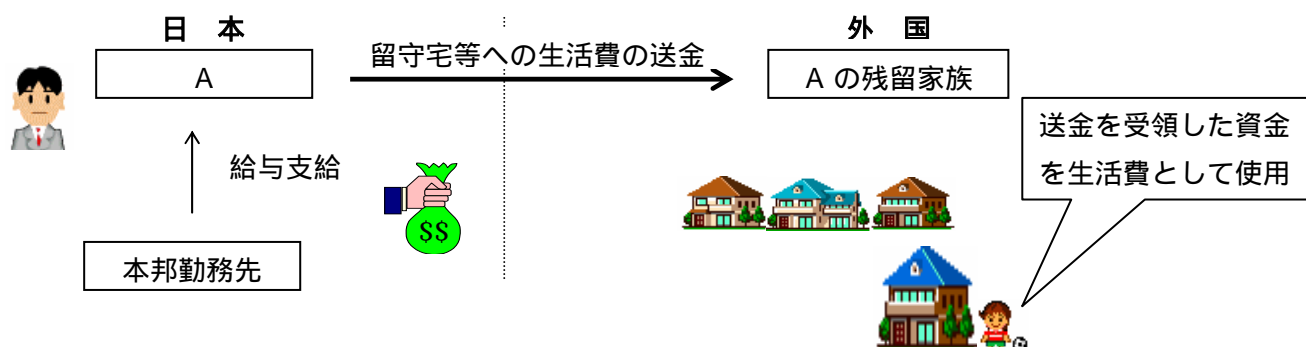 日　本
外　国
A
留守宅等への生活費の送金
A の残留家族
送金を受領した資金
を生活費として使用
給与支給
$$
本邦勤務先